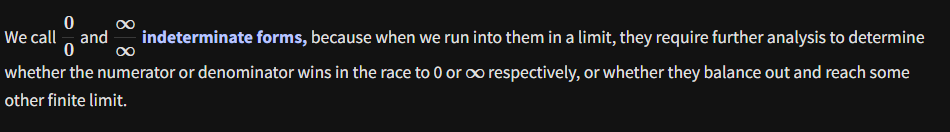 We call 0/0 and ∞/∞ indeterminate forms, because when we run into them in a limit, they require further analysis to determine
whether the numerator or denominator wins in the race to 0 or ∞ respectively, or whether they balance out and reach some
other finite limit.